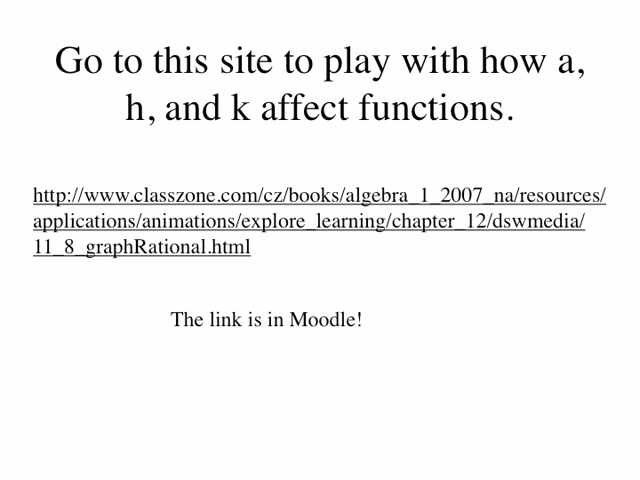 Go to this site to play with how a,
h, and k affect functions.
http://www.classzone.com/cz/books/algebra_1_2007_na/resources/
applications/animations/explore_learning/chapter_12/dswmedia/
11_8_graphRational.html
The link is in Moodle!